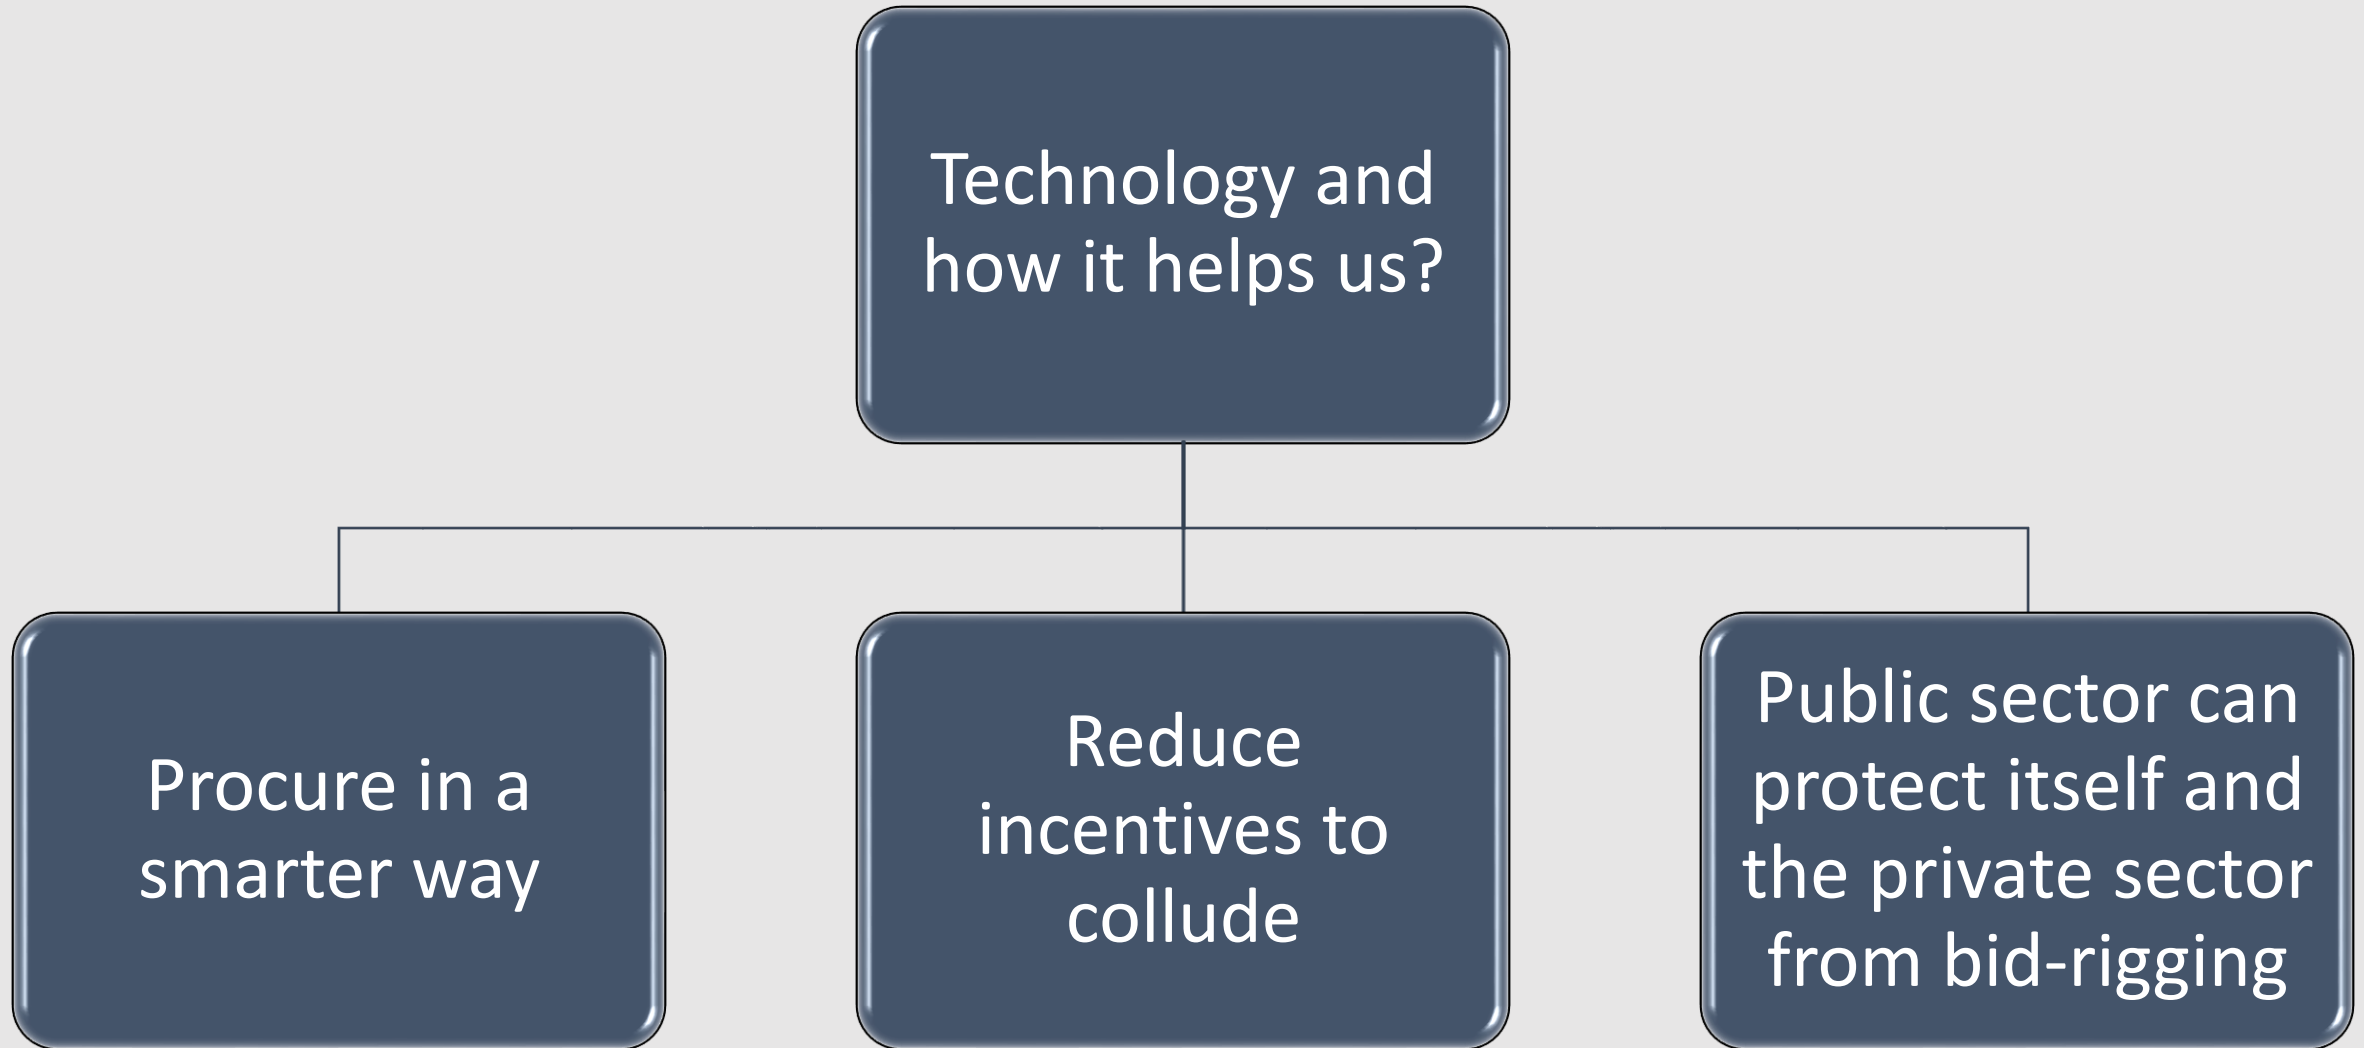 Technology and
how it helps us?
Procure in a
smarter way
Reduce
incentives to
collude
Public sector can
protect itself and
the private sector
from bid-rigging